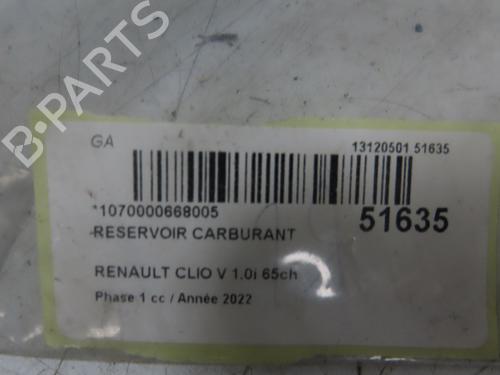 B-PARTS
GA
13120501 51635
*1070000668005
51635
RESERVOIR CARBURANT
RENAULT CLIO V 1.0i 65ch
Phase 1 cc / Année 2022